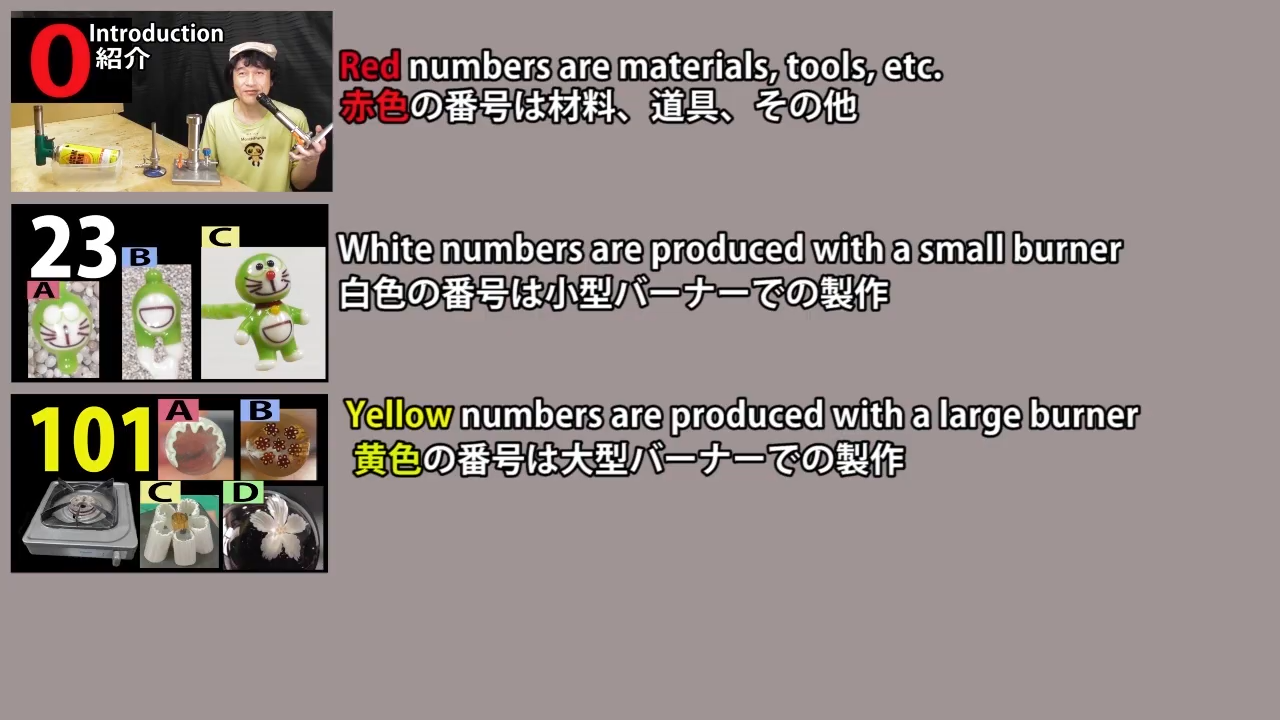 0
Introduction
紹介
Red numbers are materials, tools, etc.
赤色の番号は材料、道具、その他
23
A
B
C
White numbers are produced with a small burner
白色の番号は小型バーナーでの製作
101
A
B
C
D
Yellow numbers are produced with a large burner
黄色の番号は大型バーナーでの製作